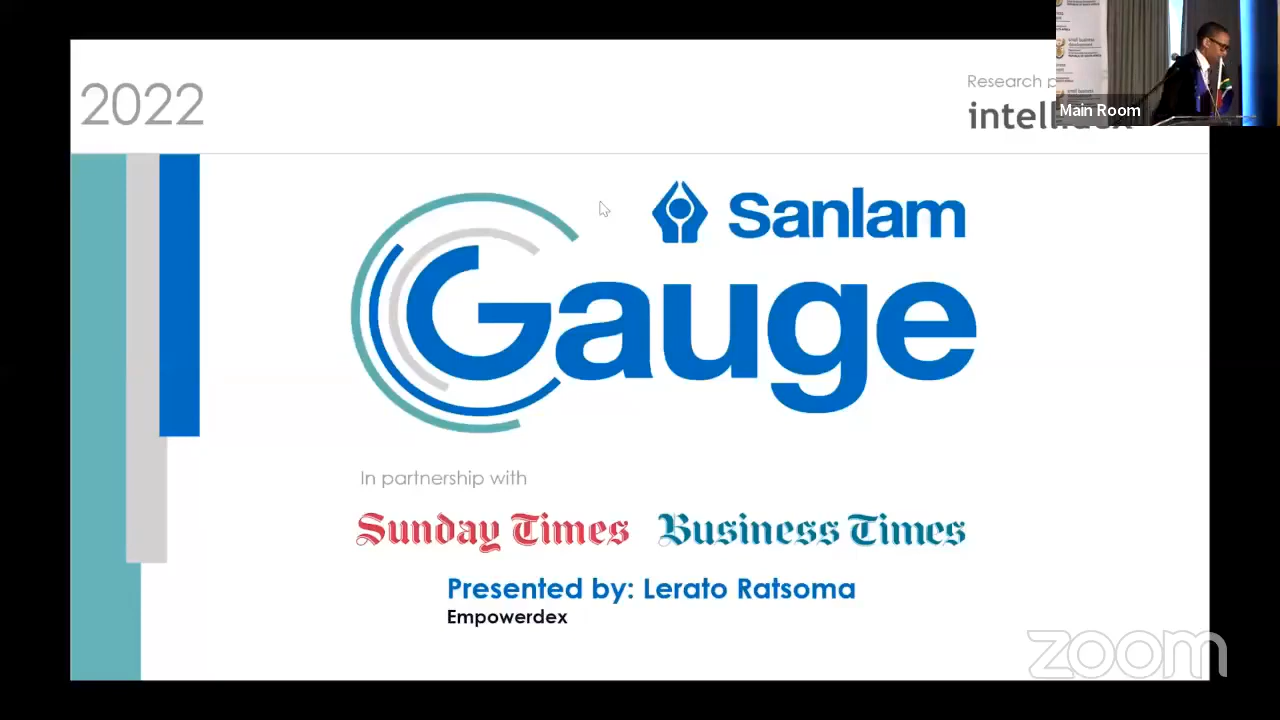 2022
Research
Main Room
Sanlam
Gauge
In partnership with
Sunday Times Business Times
Presented by: Lerato Ratsoma
Empowerdex
zoom